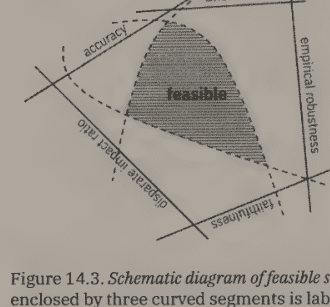 accuracy
empirical robustness
feasible
disparate impact ratio
faithfulness
Figure 14.3. Schematic diagram of feasible
enclosed by three curved segments is